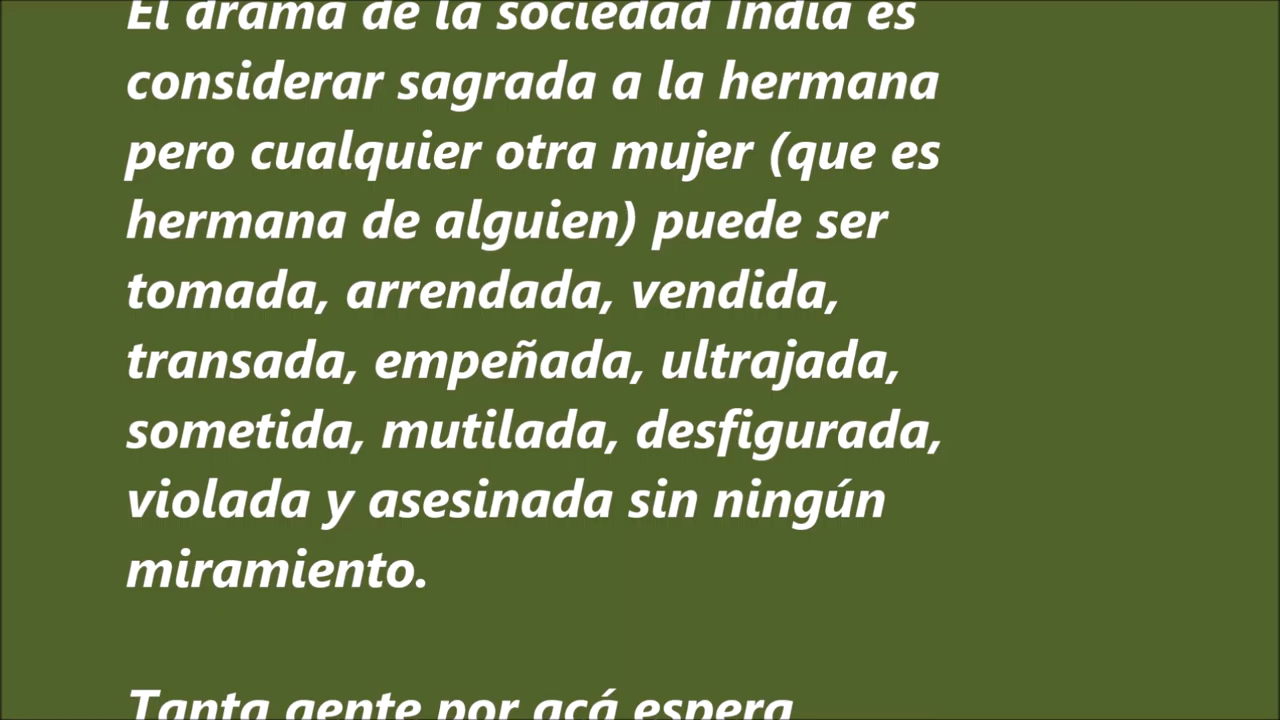 El drama de la sociedad India es
considerar sagrada a la hermana
pero cualquier otra mujer (que es
hermana de alguien) puede ser
tomada, arrendada, vendida,
transada, empeñada, ultrajada,
sometida, mutilada, desfigurada,
violada y asesinada sin ningún
miramiento.
Tanta gente por acá espera